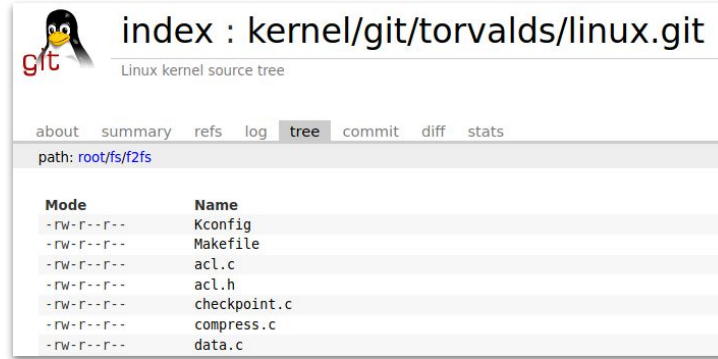 git
index : kernel/git/torvalds/linux.git
Linux kernel source tree
about summary refs log tree commit diff stats
path: root/fs/f2fs
Mode Name
-rw-r--r-- Kconfig
-rw-r--r-- Makefile
-rw-r--r-- acl.c
-rw-r--r-- acl.h
-rw-r--r-- checkpoint.c
-rw-r--r-- compress.c
-rw-r--r-- data.c